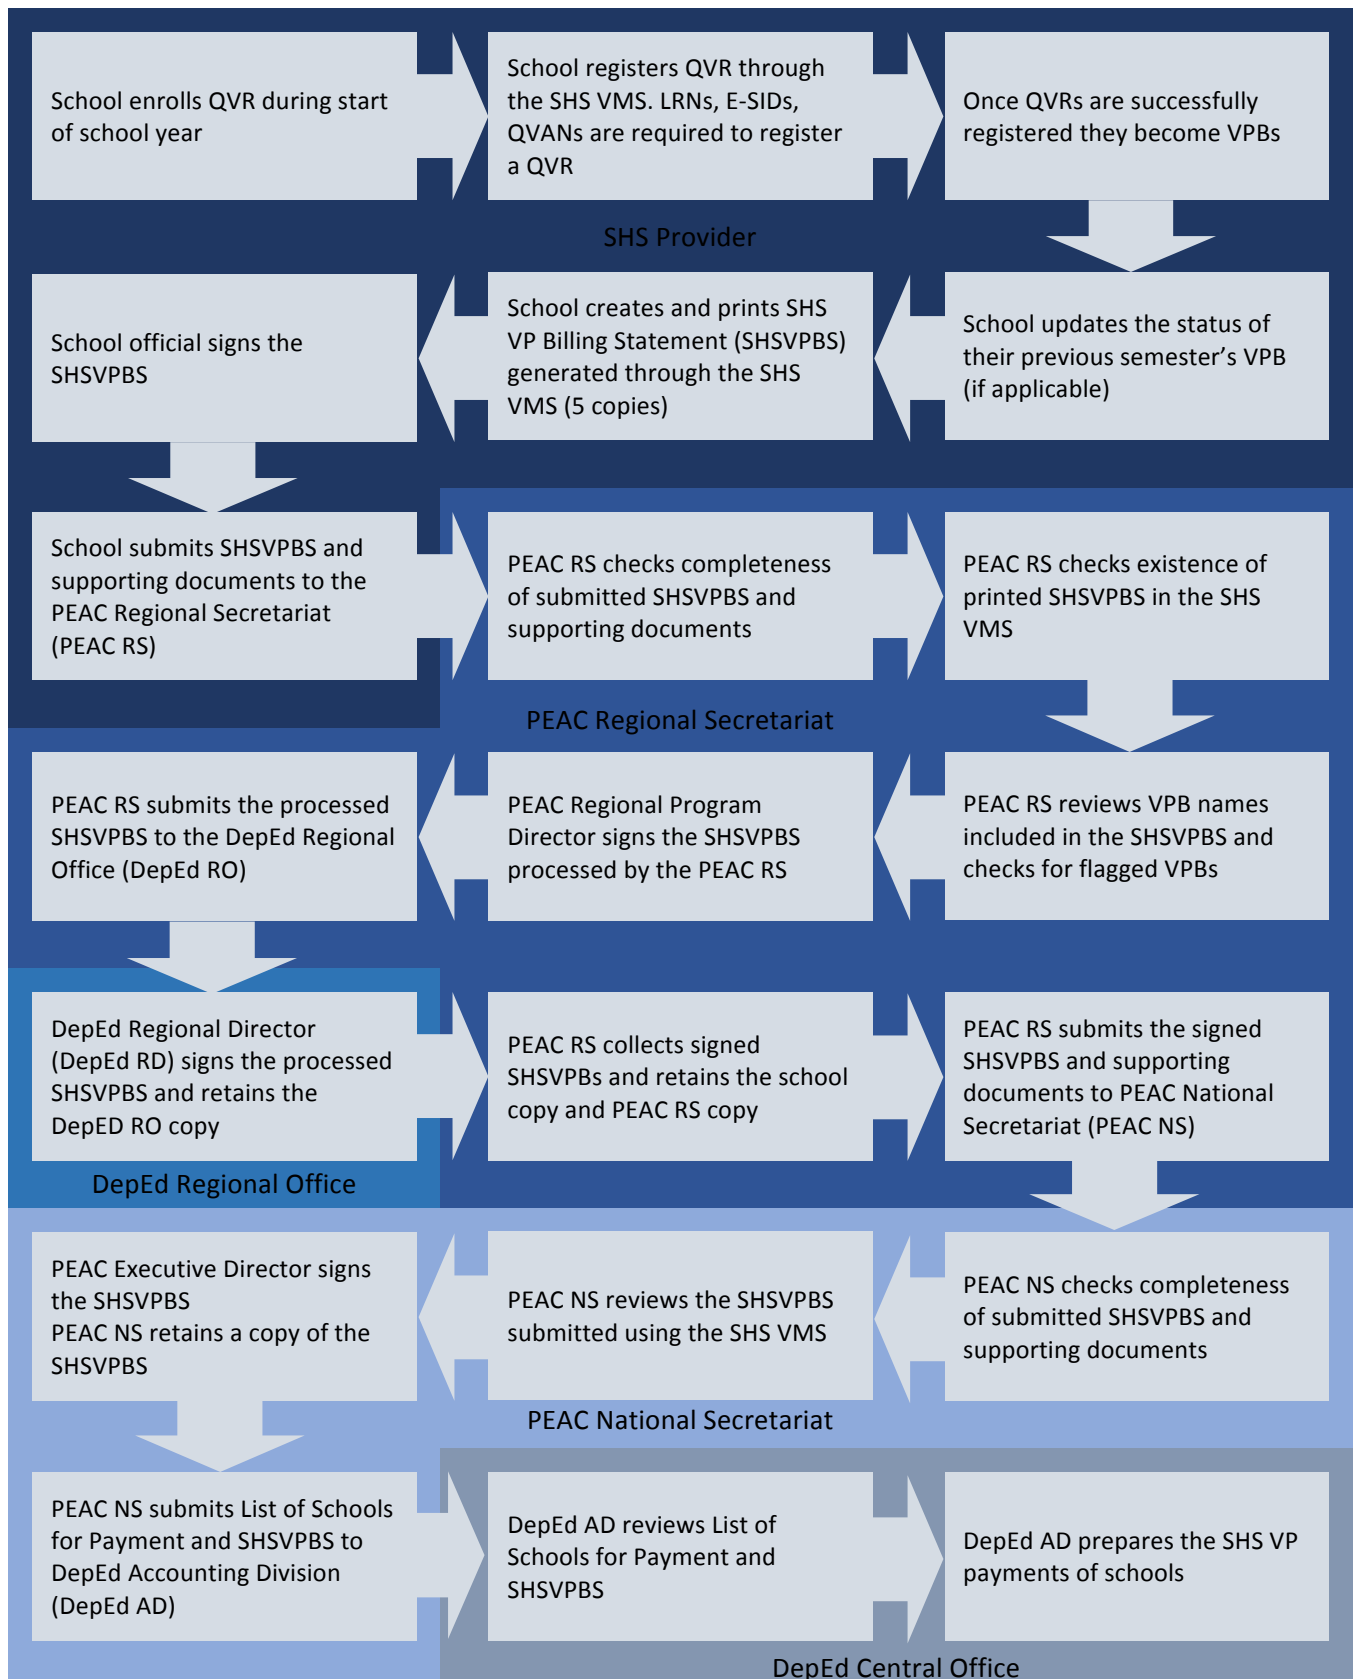 School enrolls QVR during start
of school year
School registers QVR through
the SHS VMS. LRNs, E-SIDs,
QVANs are required to register
a QVR
Once QVRs are successfully
registered they become VPBs
SHS Provider
School updates the status of
their previous semester’s VPB
(if applicable)
School creates and prints SHS
VP Billing Statement (SHSVPBS)
generated through the SHS
VMS (5 copies)
School official signs the
SHSVPBS
School submits SHSVPBS and
supporting documents to the
PEAC Regional Secretariat
(PEAC RS)
PEAC RS checks completeness
of submitted SHSVPBS and
supporting documents
PEAC RS checks existence of
printed SHSVPBS in the SHS
VMS
PEAC Regional Secretariat
PEAC RS reviews VPB names
included in the SHSVPBS and
checks for flagged VPBs
PEAC Regional Program
Director signs the SHSVPBS
processed by the PEAC RS
PEAC RS submits the processed
SHSVPBS to the DepEd Regional
Office (DepEd RO)
DepEd Regional Director
(DepEd RD) signs the processed
SHSVPBS and retains the
DepED RO copy
DepEd Regional Office
PEAC RS collects signed
SHSVPBs and retains the school
copy and PEAC RS copy
PEAC RS submits the signed
SHSVPBS and supporting
documents to PEAC National
Secretariat (PEAC NS)
PEAC NS checks completeness
of submitted SHSVPBS and
supporting documents
PEAC NS reviews the SHSVPBS
submitted using the SHS VMS
PEAC Executive Director signs
the SHSVPBS
PEAC NS retains a copy of the
SHSVPBS
PEAC National Secretariat
PEAC NS submits List of Schools
for Payment and SHSVPBS to
DepEd Accounting Division
(DepEd AD)
DepEd AD reviews List of
Schools for Payment and
SHSVPBS
DepEd AD prepares the SHS VP
payments of schools
DepEd Central Office